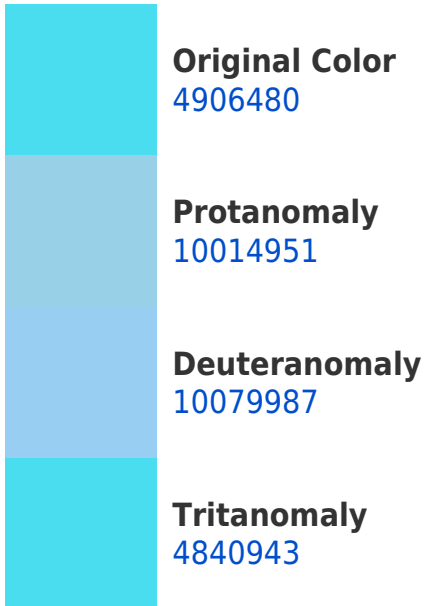 Original Color
4906480
Protanomaly
10014951
Deuteranomaly
10079987
Tritanomaly
4840943